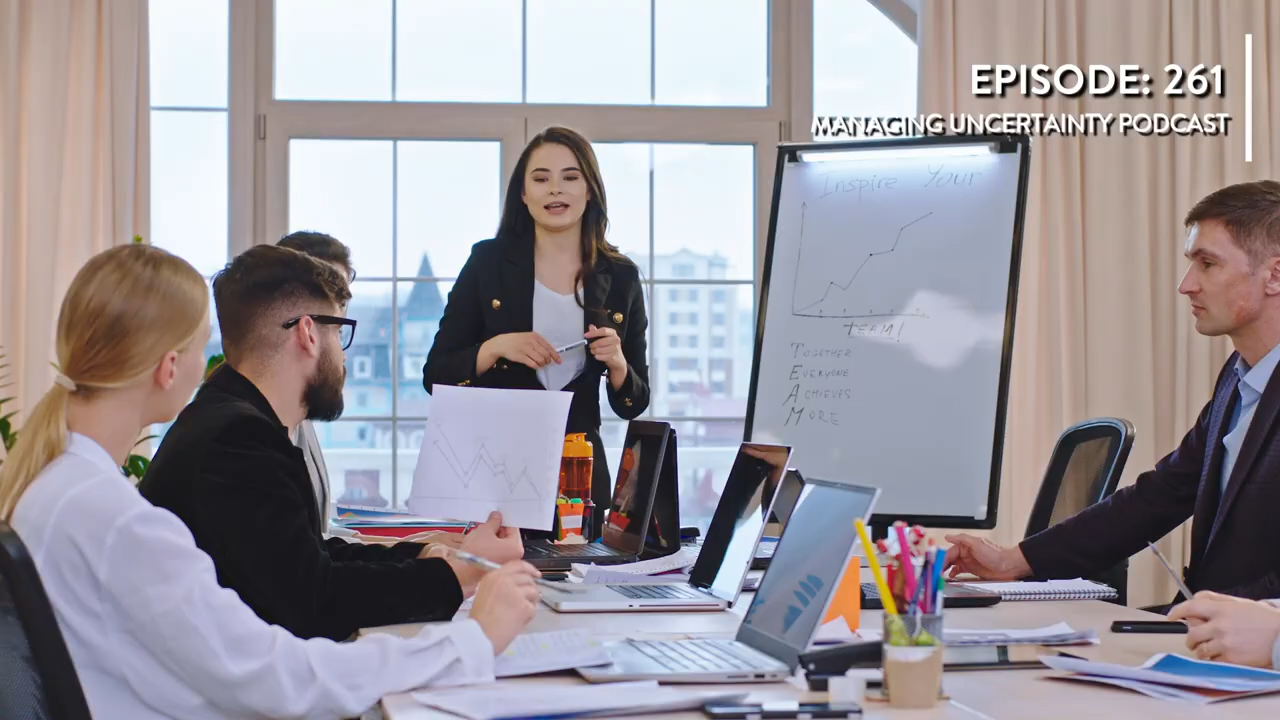 EPISODE: 261
MANAGING UNCERTAINTY PODCAST
Inspire Your
TEAM!
TOGETHER
EVERYONE
ACHIEVES
MORE